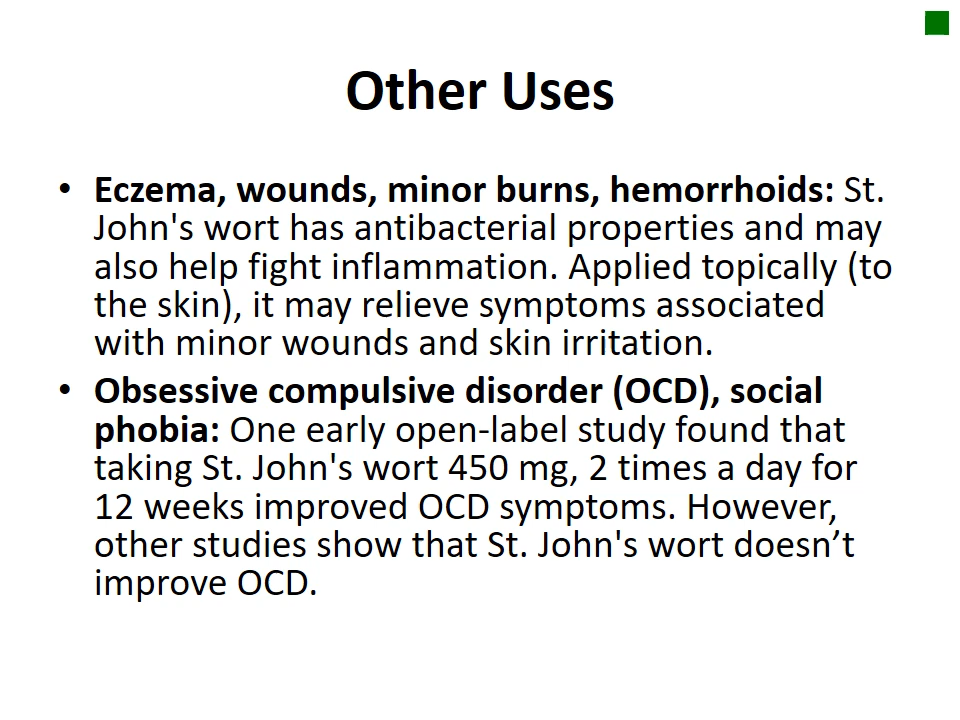 Other Uses
• Eczema, wounds, minor burns, hemorrhoids: St.
John's wort has antibacterial properties and may
also help fight inflammation. Applied topically (to
the skin), it may relieve symptoms associated
with minor wounds and skin irritation.
• Obsessive compulsive disorder (OCD), social
phobia: One early open-label study found that
taking St. John's wort 450 mg, 2 times a day for
12 weeks improved OCD symptoms. However,
other studies show that St. John's wort doesn’t
improve OCD.